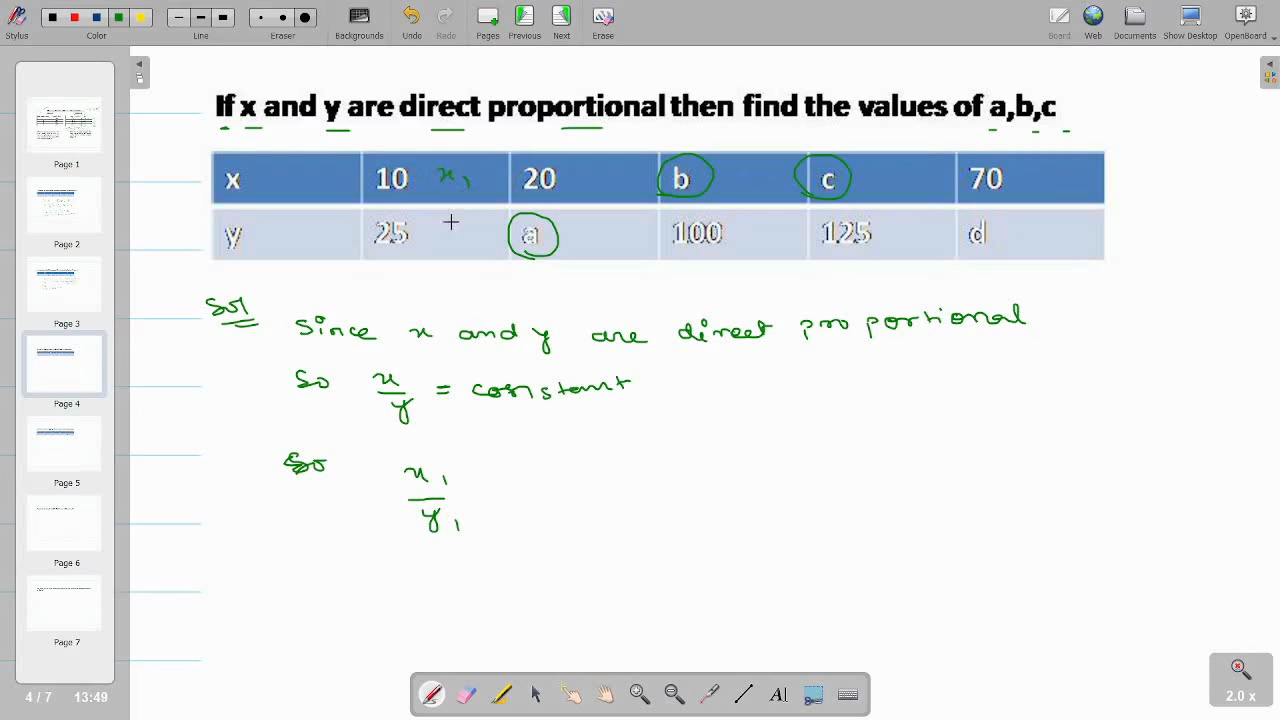 Stylus Color Line Eraser Backgrounds Undo Redo Pages Previous Next Erase Board Web Documents Show Desktop OpenBoard
Page 1
Page 2
Page 3
Page 4
Page 5
Page 6
Page 7
4 / 7 13:49
If x and y are direct proportional then find the values of a,b,c
x 10 x₁ 20 b c 70
y 25 a 100 125 d
Sol
Since x and y are direct proportional
So x/y = constant
So x₁/y₁
AI
2.0 x